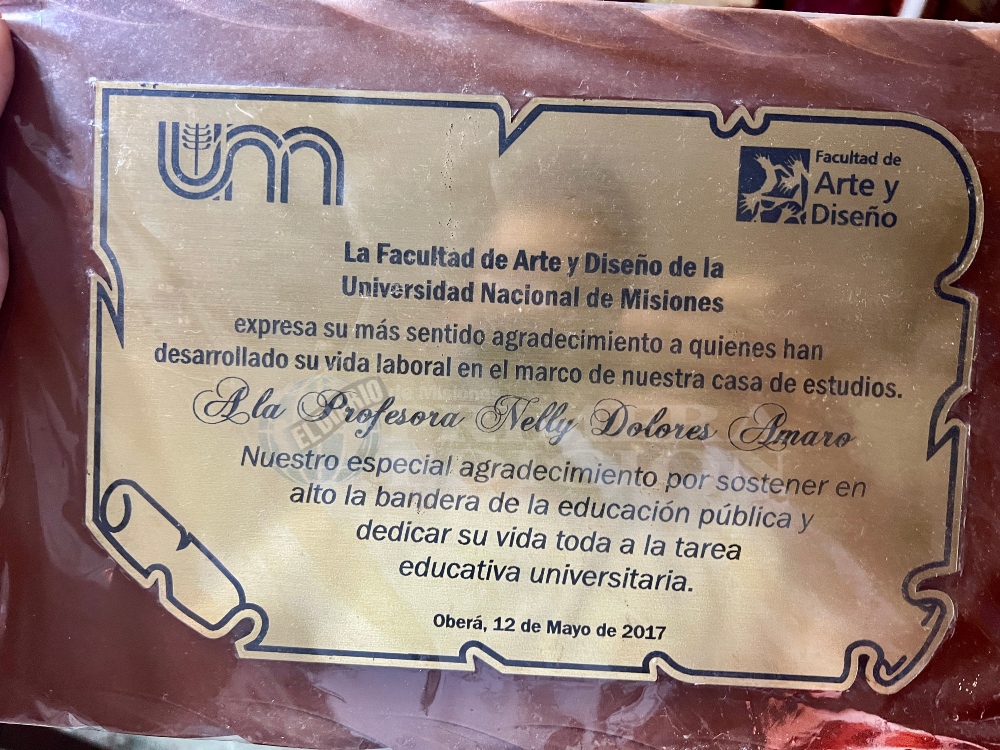 um
Facultad de
Arte y
Diseño
La Facultad de Arte y Diseño de la
Universidad Nacional de Misiones
expresa su más sentido agradecimiento a quienes han
desarrollado su vida laboral en el marco de nuestra casa de estudios.
A la Profesora Nelly Dolores Amaro
Nuestro especial agradecimiento por sostener en
alto la bandera de la educación pública y
dedicar su vida toda a la tarea
educativa universitaria.
Oberá, 12 de Mayo de 2017